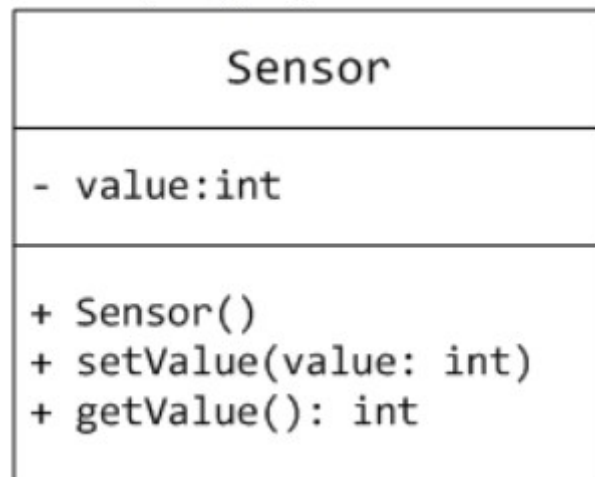 Sensor
- value:int
+ Sensor()
+ setValue(value: int)
+ getValue(): int